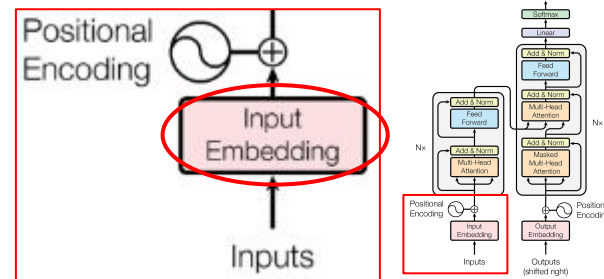 Positional
Encoding
Input
Embedding
Inputs
Softmax
Linear
Add & Norm
Feed
Forward
Add & Norm
Multi-Head
Attention
Nx
Add & Norm
Masked
Multi-Head
Attention
Add & Norm
Feed
Forward
Nx
Add & Norm
Multi-Head
Attention
Positional
Encoding
Input
Embedding
Inputs
Output
Embedding
Outputs
(shifted right)
Position
Encodin